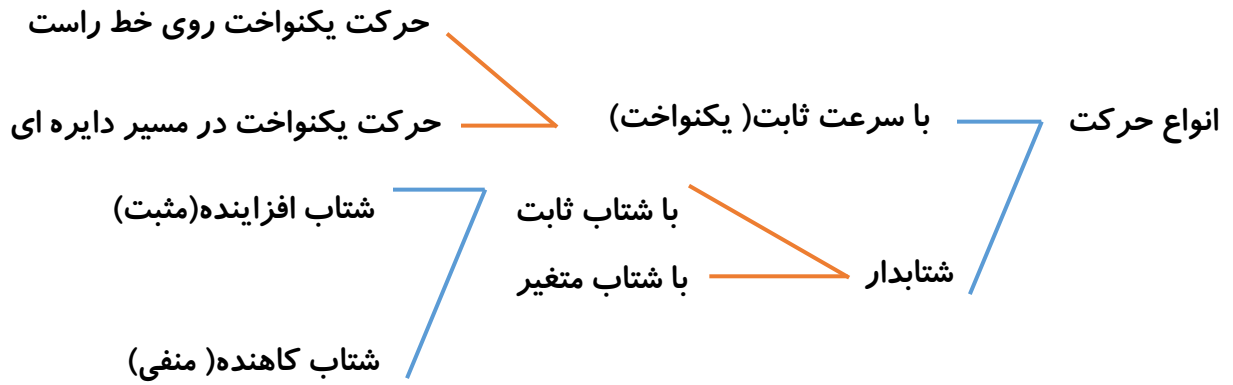 حرکت یکنواخت روی خط راست
انواع حرکت
با سرعت ثابت( یکنواخت)
حرکت یکنواخت در مسیر دایره ای
با شتاب ثابت
شتاب افزاینده(مثبت)
شتابدار
با شتاب متغیر
شتاب کاهنده( منفی)